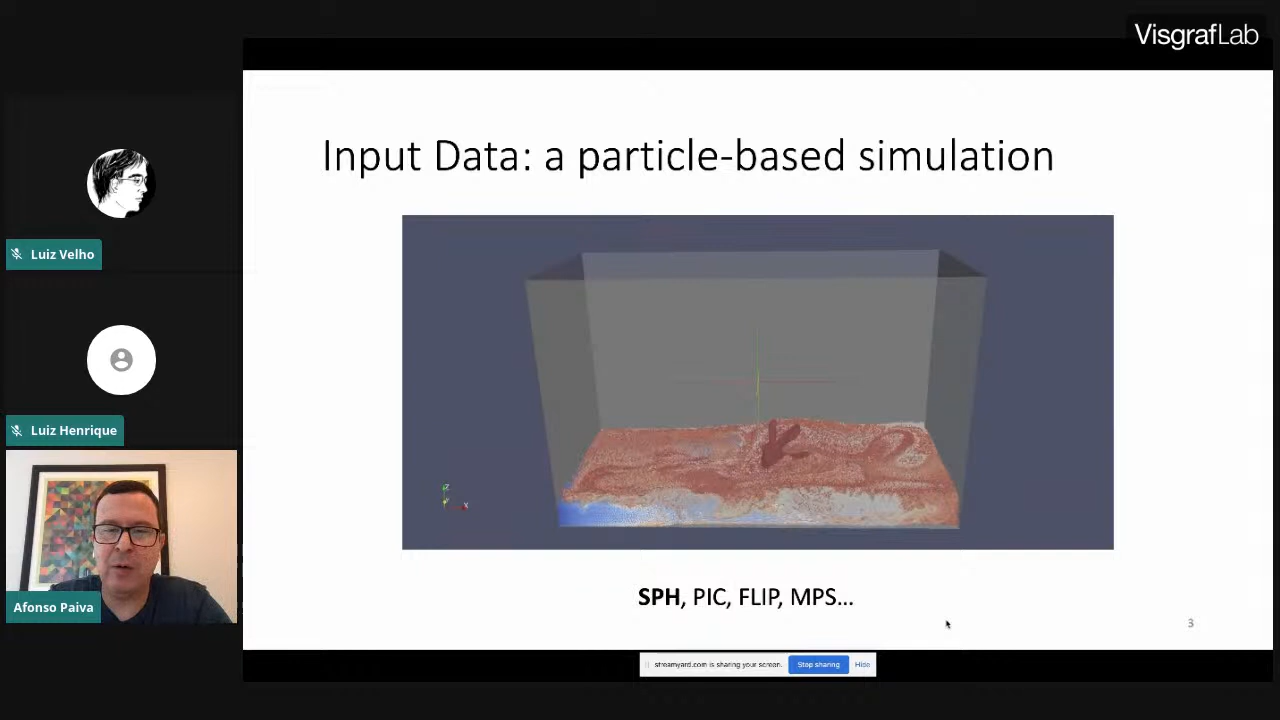 VisgrafLab
Input Data: a particle-based simulation
Luiz Velho
Luiz Henrique
Afonso Paiva
Z
Y
X
SPH, PIC, FLIP, MPS...
3
streamyard.com is sharing your screen.
Stop sharing
Hide